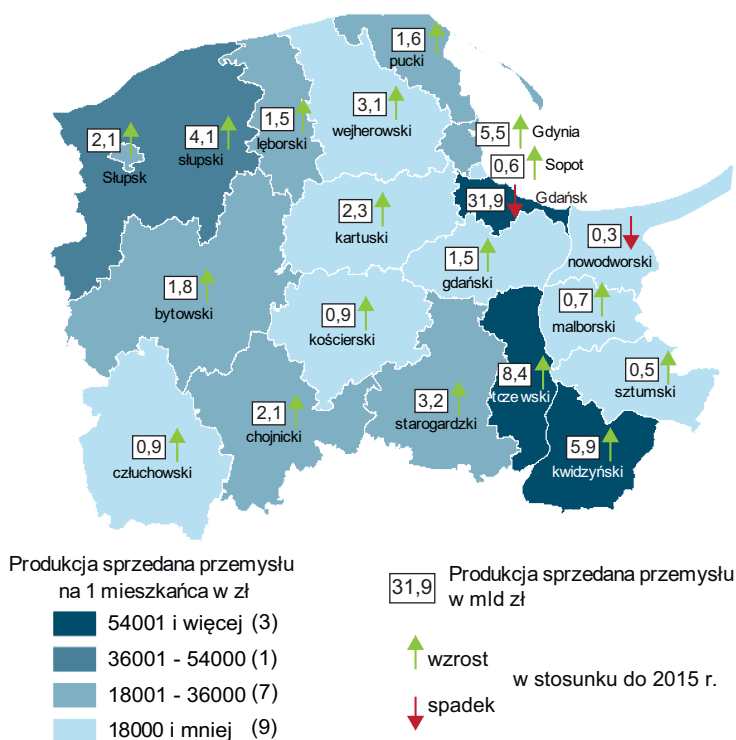 1,6
pucki
2,1
Słupsk
4,1
słupski
1,5
lęborski
3,1
wejherowski
5,5 Gdynia
0,6 Sopot
31,9 Gdańsk
2,3
kartuski
1,5
gdański
0,3
nowodworski
1,8
bytowski
0,9
kościerski
0,7
malborski
0,5
sztumski
8,4
tczewski
3,2
starogardzki
2,1
chojnicki
0,9
człuchowski
5,9
kwidzyński
Produkcja sprzedana przemysłu
na 1 mieszkańca w zł
54001 i więcej (3)
36001 - 54000 (1)
18001 - 36000 (7)
18000 i mniej (9)
31,9
Produkcja sprzedana przemysłu
w mld zł
wzrost
spadek
w stosunku do 2015 r.